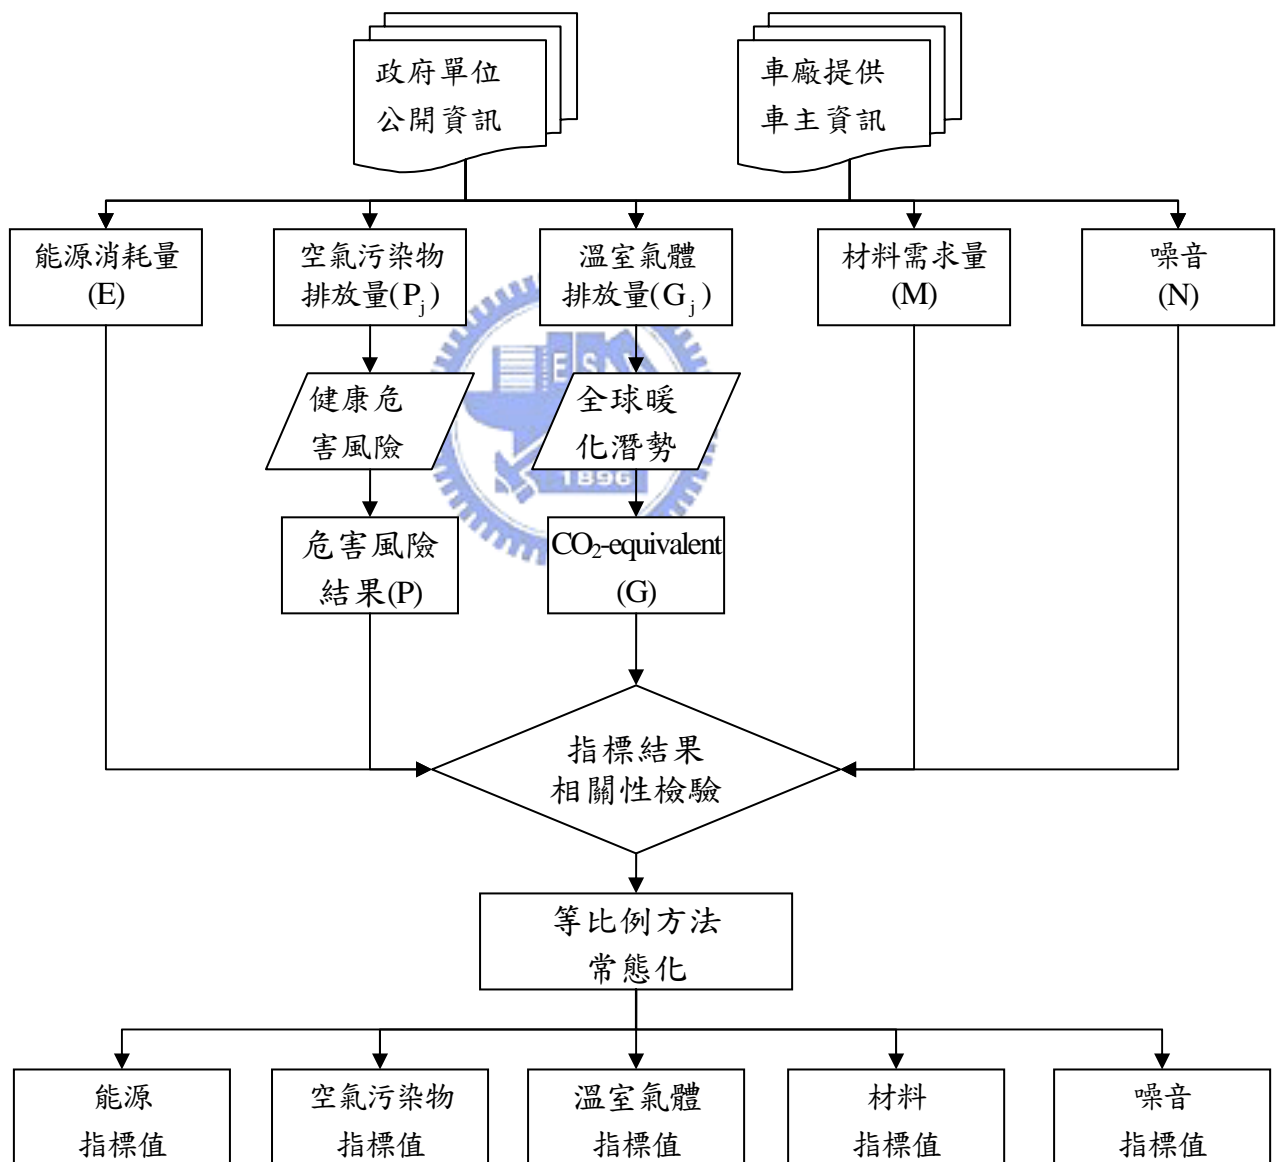 政府單位
公開資訊
車廠提供
車主資訊
能源消耗量
(E)
空氣污染物
排放量(Pj)
溫室氣體
排放量(Gj)
材料需求量
(M)
噪音
(N)
健康危
害風險
全球暖
化潛勢
ES
1896
危害風險
結果(P)
CO2-equivalent
(G)
指標結果
相關性檢驗
等比例方法
常態化
能源
指標值
空氣污染物
指標值
溫室氣體
指標值
材料
指標值
噪音
指標值